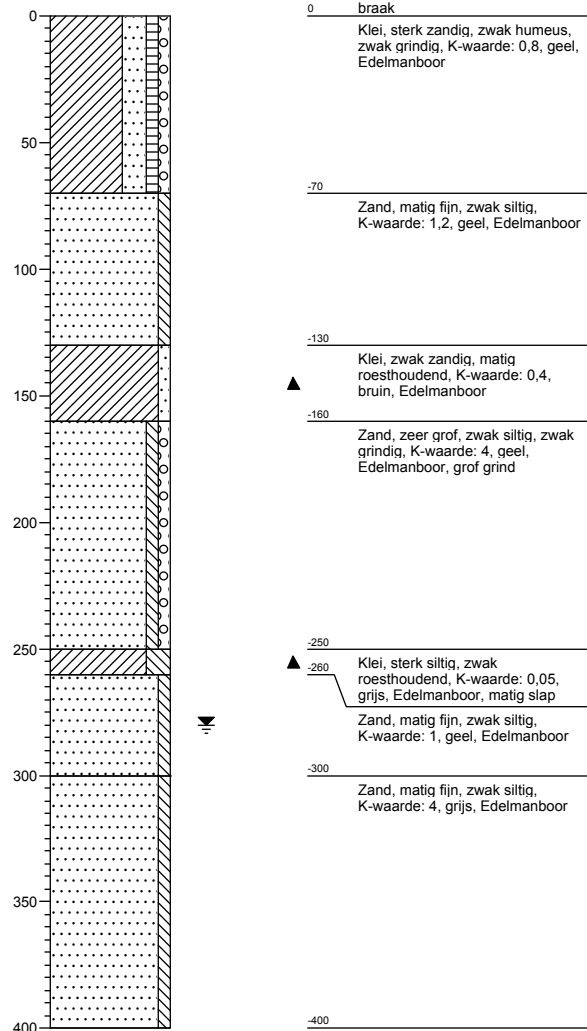 0
50
100
150
200
250
300
350
400
0
braak
Klei, sterk zandig, zwak humeus,
zwak grindig, K-waarde: 0,8, geel,
Edelmanboor
-70
Zand, matig fijn, zwak siltig,
K-waarde: 1,2, geel, Edelmanboor
-130
Klei, zwak zandig, matig
roesthoudend, K-waarde: 0,4,
bruin, Edelmanboor
-160
Zand, zeer grof, zwak siltig, zwak
grindig, K-waarde: 4, geel,
Edelmanboor, grof grind
-250
Klei, sterk siltig, zwak
roesthoudend, K-waarde: 0,05,
grijs, Edelmanboor, matig slap
-260
Zand, matig fijn, zwak siltig,
K-waarde: 1, geel, Edelmanboor
-300
Zand, matig fijn, zwak siltig,
K-waarde: 4, grijs, Edelmanboor
-400